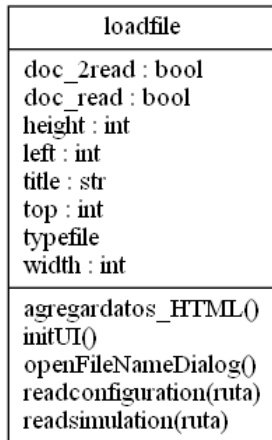 loadfile
doc_2read : bool
doc_read : bool
height : int
left : int
title : str
top : int
typefile
width : int
agregardatos_HTML()
initUI()
openFileNameDialog()
readconfiguration(ruta)
readsimulation(ruta)